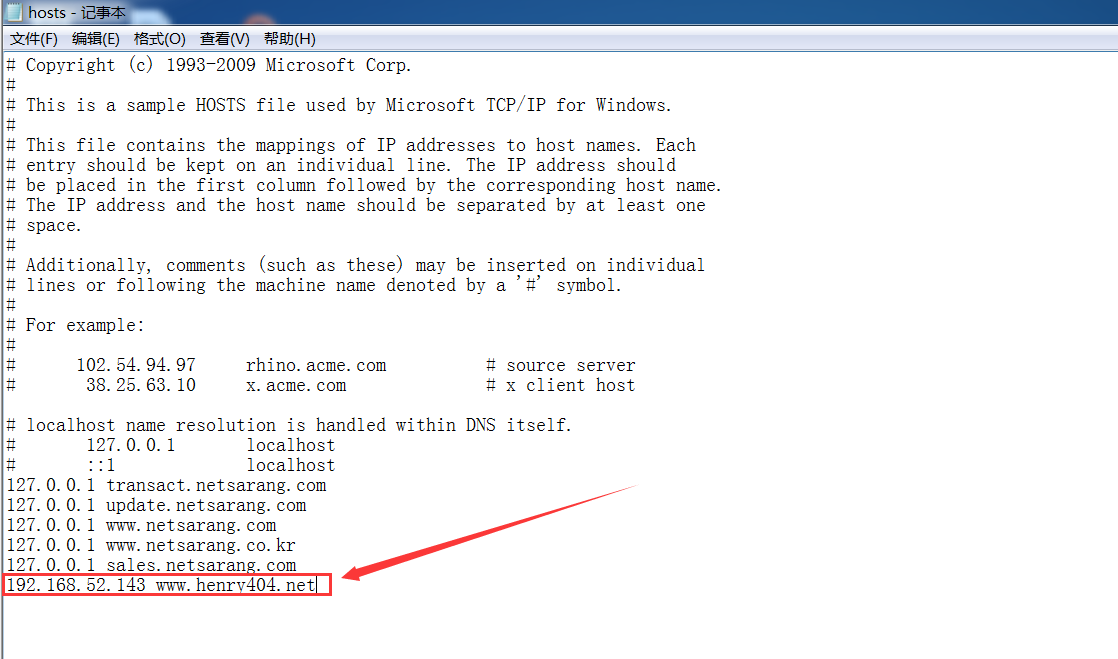 hosts - 记事本
文件(F) 编辑(E) 格式(O) 查看(V) 帮助(H)
# Copyright (c) 1993-2009 Microsoft Corp.
#
# This is a sample HOSTS file used by Microsoft TCP/IP for Windows.
#
# This file contains the mappings of IP addresses to host names. Each
# entry should be kept on an individual line. The IP address should
# be placed in the first column followed by the corresponding host name.
# The IP address and the host name should be separated by at least one
# space.
#
# Additionally, comments (such as these) may be inserted on individual
# lines or following the machine name denoted by a '#' symbol.
#
# For example:
#
#      102.54.94.97     rhino.acme.com          # source server
#       38.25.63.10     x.acme.com              # x client host
# localhost name resolution is handled within DNS itself.
#       127.0.0.1       localhost
#       ::1             localhost
127.0.0.1 transact.netsarang.com
127.0.0.1 update.netsarang.com
127.0.0.1 www.netsarang.com
127.0.0.1 www.netsarang.co.kr
127.0.0.1 sales.netsarang.com
192.168.52.143 www.henry404.net